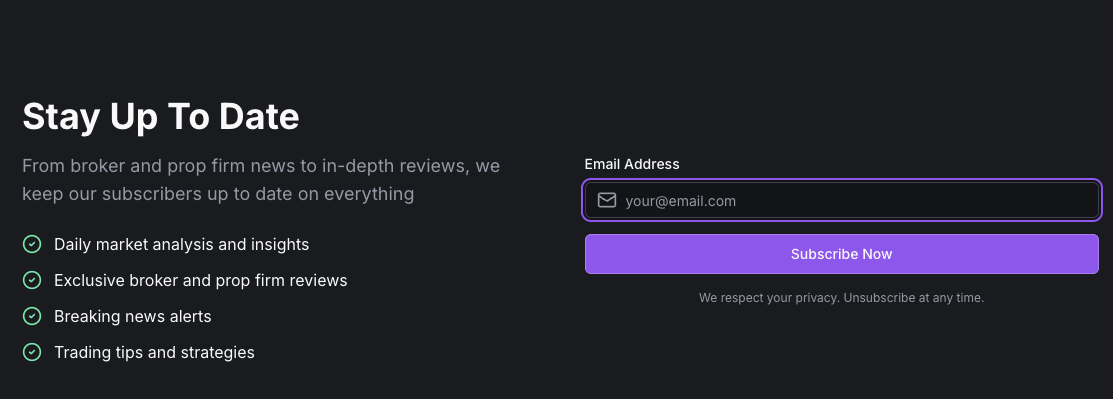 Stay Up To Date
From broker and prop firm news to in-depth reviews, we
keep our subscribers up to date on everything
Daily market analysis and insights
Exclusive broker and prop firm reviews
Breaking news alerts
Trading tips and strategies
Email Address
your@email.com
Subscribe Now
We respect your privacy. Unsubscribe at any time.